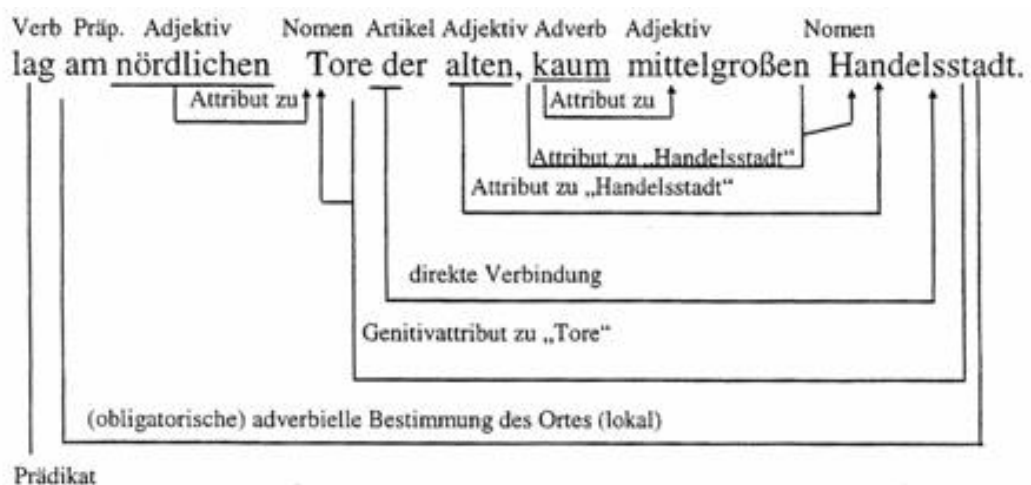 Verb Präp. Adjektiv Nomen Artikel Adjektiv Adverb Adjektiv Nomen
lag am nördlichen Tore der alten, kaum mittelgroßen Handelsstadt.
Attribut zu Attribut zu
Attribut zu „Handelsstadt“
Attribut zu „Handelsstadt“
direkte Verbindung
Genitivattribut zu „Tore“
(obligatorische) adverbielle Bestimmung des Ortes (lokal)
Prädikat